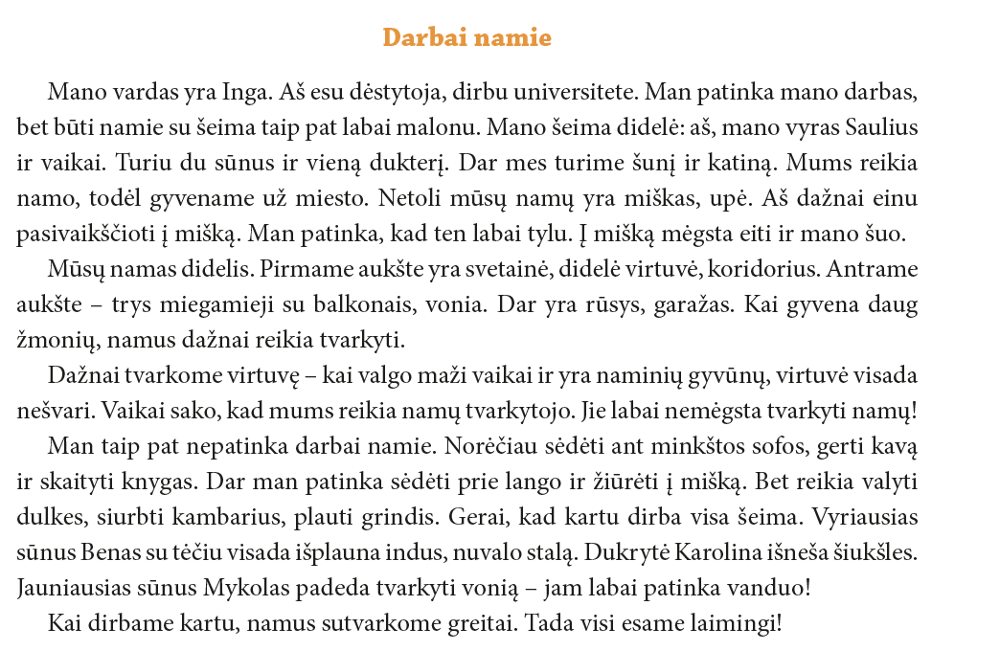 Darbai namie
Mano vardas yra Inga. Aš esu dėstytoja, dirbu universitete. Man patinka mano darbas,
bet būti namie su šeima taip pat labai malonu. Mano šeima didelė: aš, mano vyras Saulius
ir vaikai. Turiu du sūnus ir vieną dukterį. Dar mes turime šunį ir katiną. Mums reikia
namo, todėl gyvename už miesto. Netoli mūsų namų yra miškas, upė. Aš dažnai einu
pasivaikščioti į mišką. Man patinka, kad ten labai tylu. Į mišką mėgsta eiti ir mano šuo.
Mūsų namas didelis. Pirmame aukšte yra svetainė, didelė virtuvė, koridorius. Antrame
aukšte – trys miegamieji su balkonais, vonia. Dar yra rūsys, garažas. Kai gyvena daug
žmonių, namus dažnai reikia tvarkyti.
Dažnai tvarkome virtuvę – kai valgo maži vaikai ir yra naminių gyvūnų, virtuvė visada
nešvari. Vaikai sako, kad mums reikia namų tvarkytojo. Jie labai nemėgsta tvarkyti namų!
Man taip pat nepatinka darbai namie. Norėčiau sėdėti ant minkštos sofos, gerti kavą
ir skaityti knygas. Dar man patinka sėdėti prie lango ir žiūrėti į mišką. Bet reikia valyti
dulkes, siurbti kambarius, plauti grindis. Gerai, kad kartu dirba visa šeima. Vyriausias
sūnus Benas su tėčiu visada išplauna indus, nuvalo stalą. Dukrytė Karolina išneša šiukšles.
Jauniausias sūnus Mykolas padeda tvarkyti vonią – jam labai patinka vanduo!
Kai dirbame kartu, namus sutvarkome greitai. Tada visi esame laimingi!